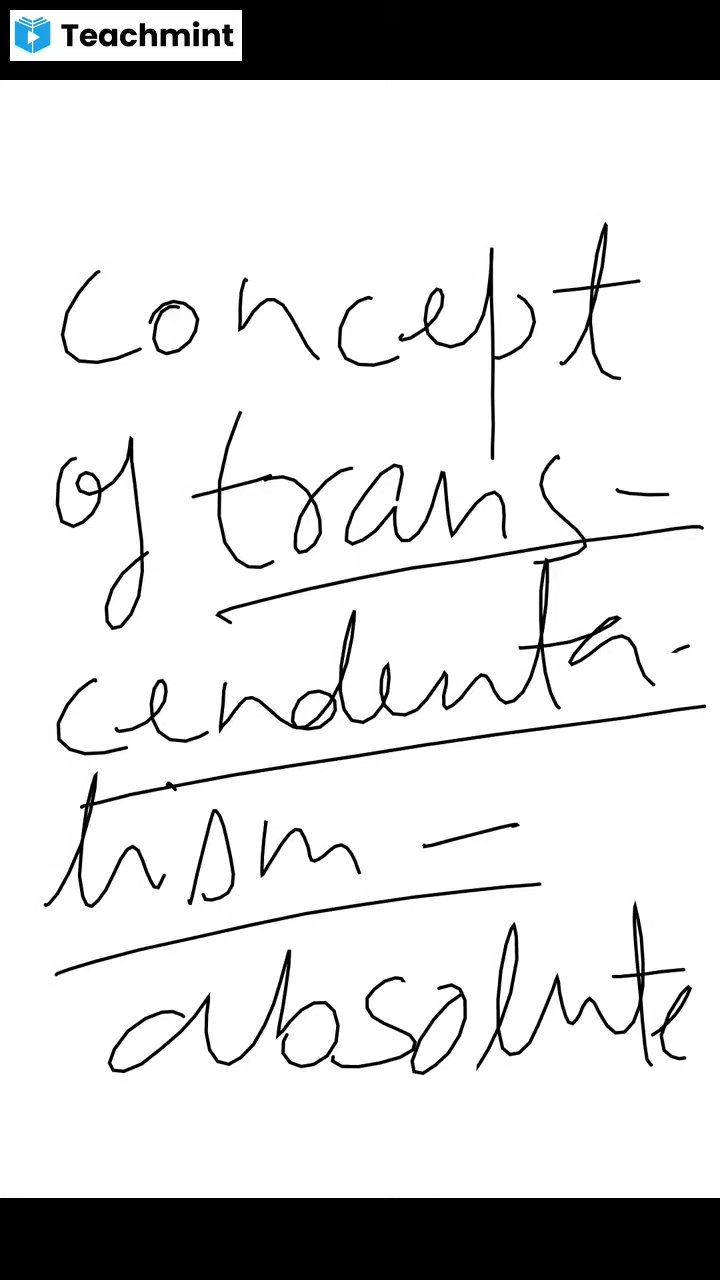 Teachmint
concept
of trans-
cendenta-
lism -
absolute